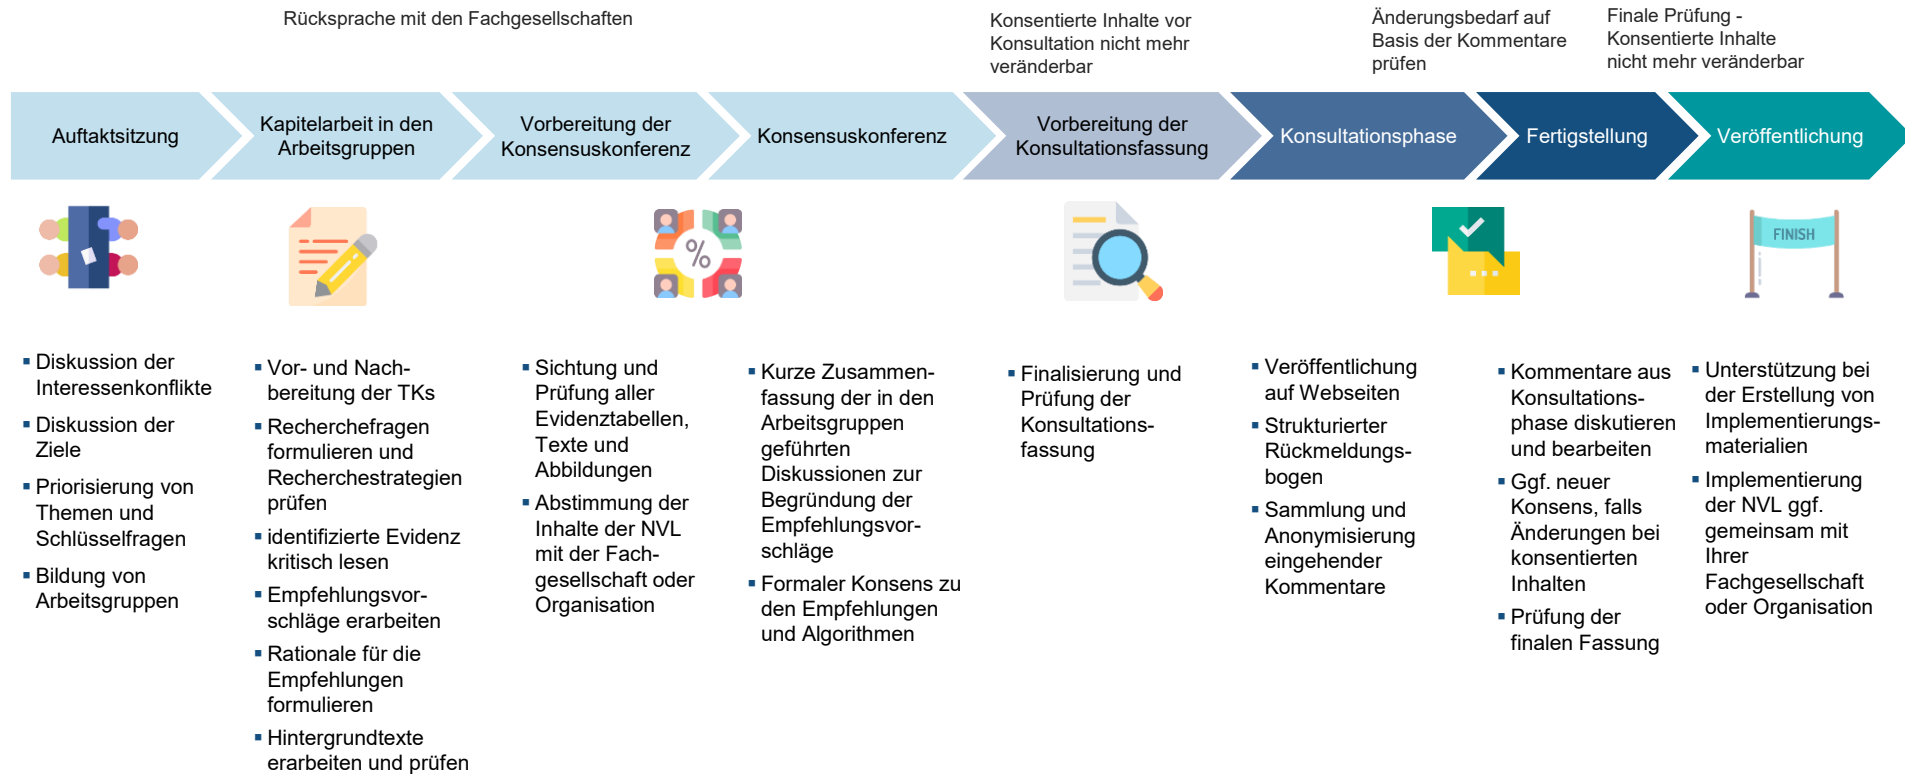 Rücksprache mit den Fachgesellschaften
Konsentierte Inhalte vor
Konsultation nicht mehr
veränderbar
Änderungsbedarf auf
Basis der Kommentare
prüfen
Finale Prüfung -
Konsentierte Inhalte
nicht mehr veränderbar
Auftaktsitzung
Kapitelarbeit in den
Arbeitsgruppen
Vorbereitung der
Konsensuskonferenz
Konsensuskonferenz
Vorbereitung der
Konsultationsfassung
Konsultationsphase
Fertigstellung
Veröffentlichung
%
FINISH
▪ Diskussion der
Interessenkonflikte
▪ Diskussion der
Ziele
▪ Priorisierung von
Themen und
Schlüsselfragen
▪ Bildung von
Arbeitsgruppen
▪ Vor- und Nach-
bereitung der TKs
▪ Recherchefragen
formulieren und
Recherchestrategien
prüfen
▪ identifizierte Evidenz
kritisch lesen
▪ Empfehlungsvor-
schläge erarbeiten
▪ Rationale für die
Empfehlungen
formulieren
▪ Hintergrundtexte
erarbeiten und prüfen
▪ Sichtung und
Prüfung aller
Evidenztabellen,
Texte und
Abbildungen
▪ Abstimmung der
Inhalte der NVL
mit der Fach-
gesellschaft oder
Organisation
▪ Kurze Zusammen-
fassung der in den
Arbeitsgruppen
geführten
Diskussionen zur
Begründung der
Empfehlungsvor-
schläge
▪ Formaler Konsens zu
den Empfehlungen
und Algorithmen
▪ Finalisierung und
Prüfung der
Konsultations-
fassung
▪ Veröffentlichung
auf Webseiten
▪ Strukturierter
Rückmeldungs-
bogen
▪ Sammlung und
Anonymisierung
eingehender
Kommentare
▪ Kommentare aus
Konsultations-
phase diskutieren
und bearbeiten
▪ Ggf. neuer
Konsens, falls
Änderungen bei
konsentierten
Inhalten
▪ Prüfung der
finalen Fassung
▪ Unterstützung bei
der Erstellung von
Implementierungs-
materialien
▪ Implementierung
der NVL ggf.
gemeinsam mit
Ihrer
Fachgesellschaft
oder Organisation